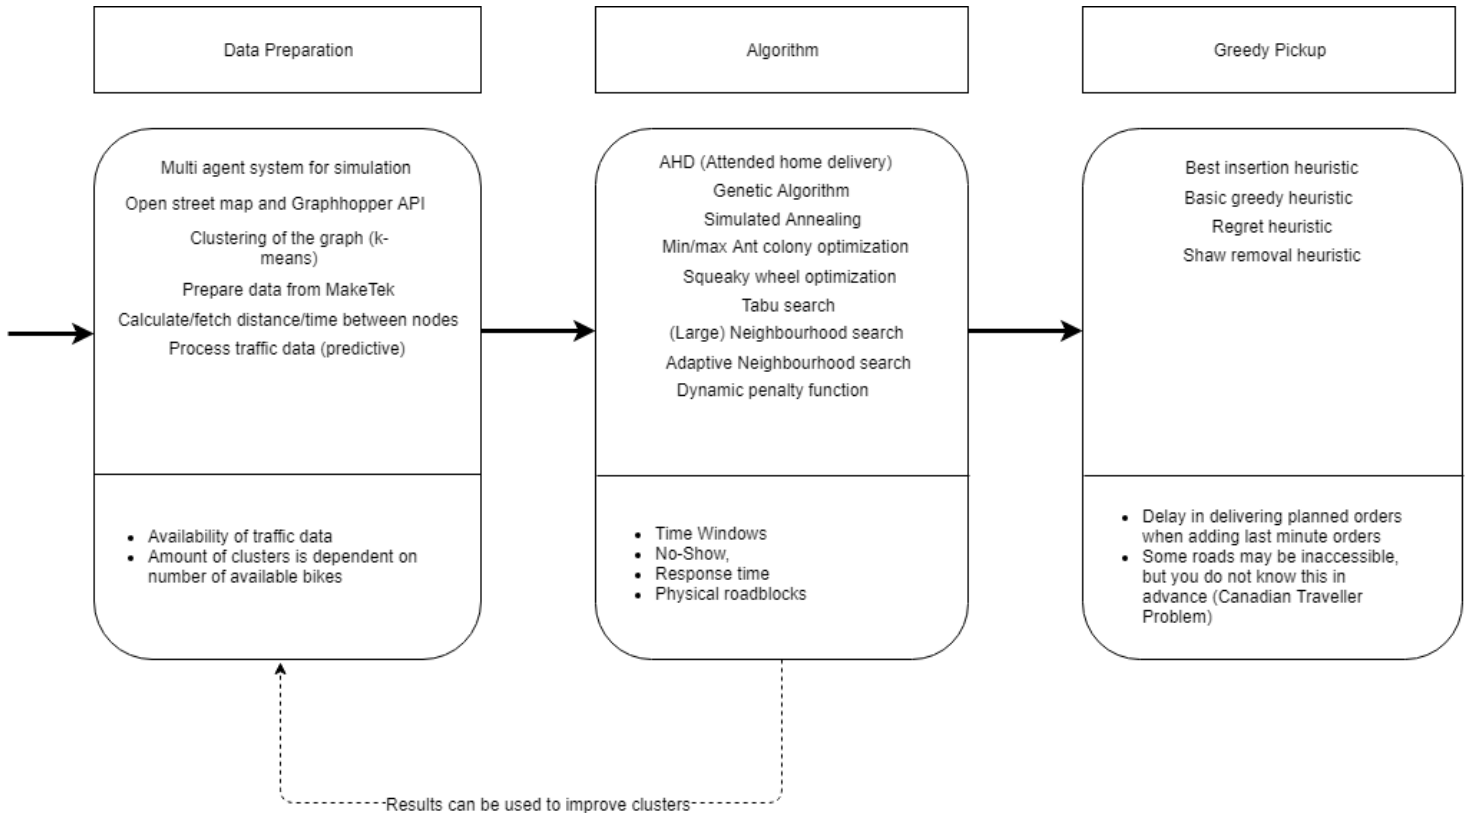 Data Preparation
Algorithm
Greedy Pickup
Multi agent system for simulation
Open street map and Graphhopper API
Clustering of the graph (k-
means)
Prepare data from MakeTek
Calculate/fetch distance/time between nodes
Process traffic data (predictive)
• Availability of traffic data
• Amount of clusters is dependent on
number of available bikes
AHD (Attended home delivery)
Genetic Algorithm
Simulated Annealing
Min/max Ant colony optimization
Squeaky wheel optimization
Tabu search
(Large) Neighbourhood search
Adaptive Neighbourhood search
Dynamic penalty function
• Time Windows
• No-Show,
• Response time
• Physical roadblocks
Best insertion heuristic
Basic greedy heuristic
Regret heuristic
Shaw removal heuristic
• Delay in delivering planned orders
when adding last minute orders
• Some roads may be inaccessible,
but you do not know this in
advance (Canadian Traveller
Problem)
Results can be used to improve clusters